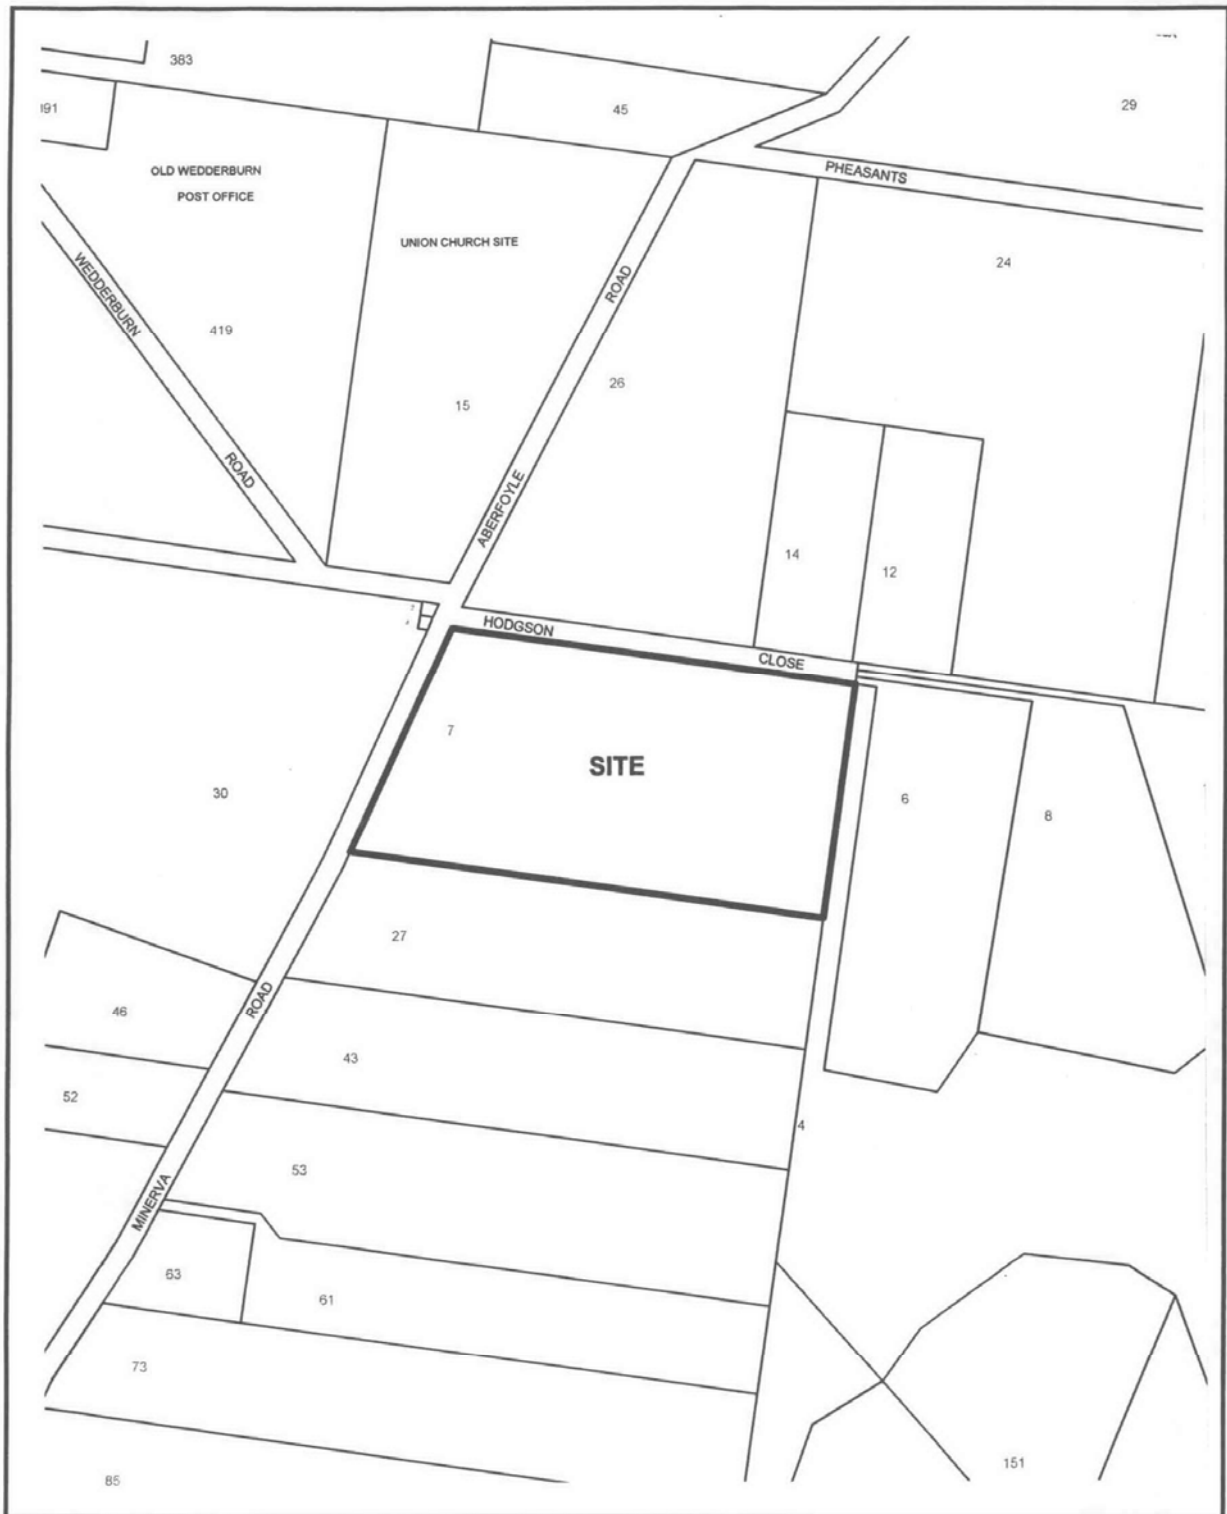 383
45
29
OLD WEDDERBURN
POST OFFICE
PHEASANTS
UNION CHURCH SITE
24
WEDDERBURN
ROAD
419
15
26
ROAD
ABERFOYLE
14
12
HODGSON
CLOSE
7
SITE
30
6
8
27
46
ROAD
43
52
4
53
MINERVA
63
61
73
151
85